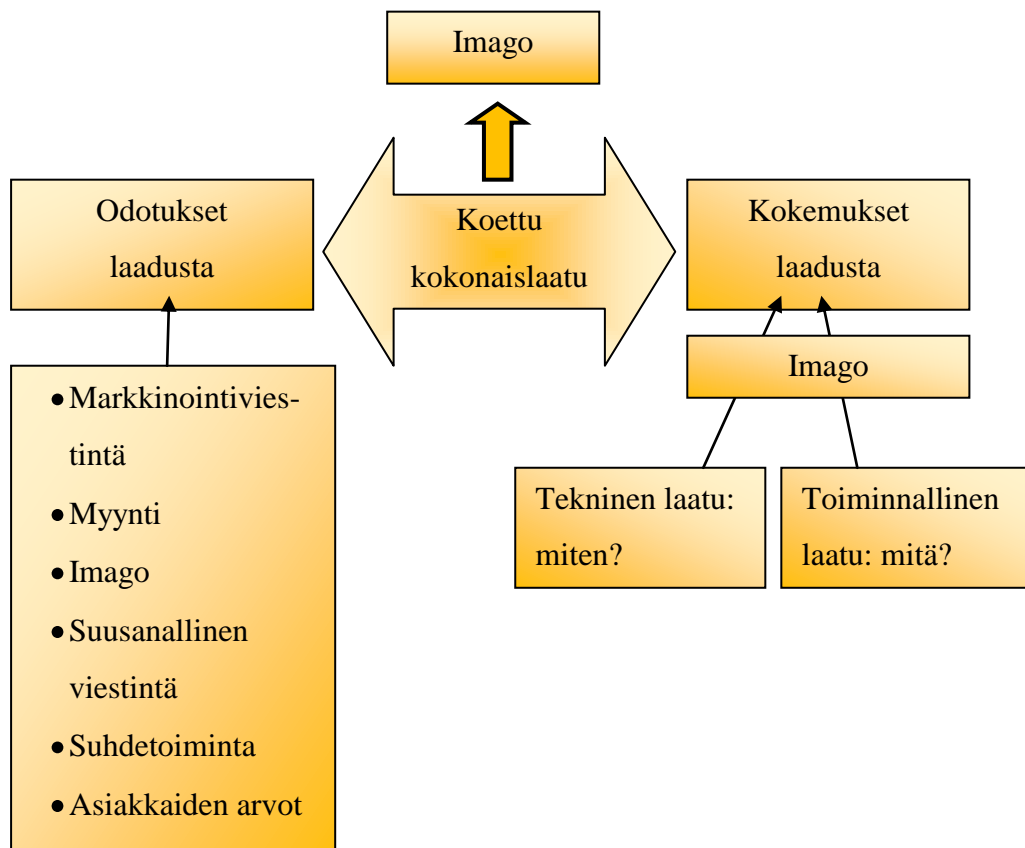 Imago
Odotukset
laadusta
Koettu
kokonaislaatu
Kokemukset
laadusta
Imago
• Markkinointivies-
tintä
• Myynti
• Imago
• Suusanallinen
viestintä
• Suhdetoiminta
• Asiakkaiden arvot
Tekninen laatu:
miten?
Toiminnallinen
laatu: mitä?